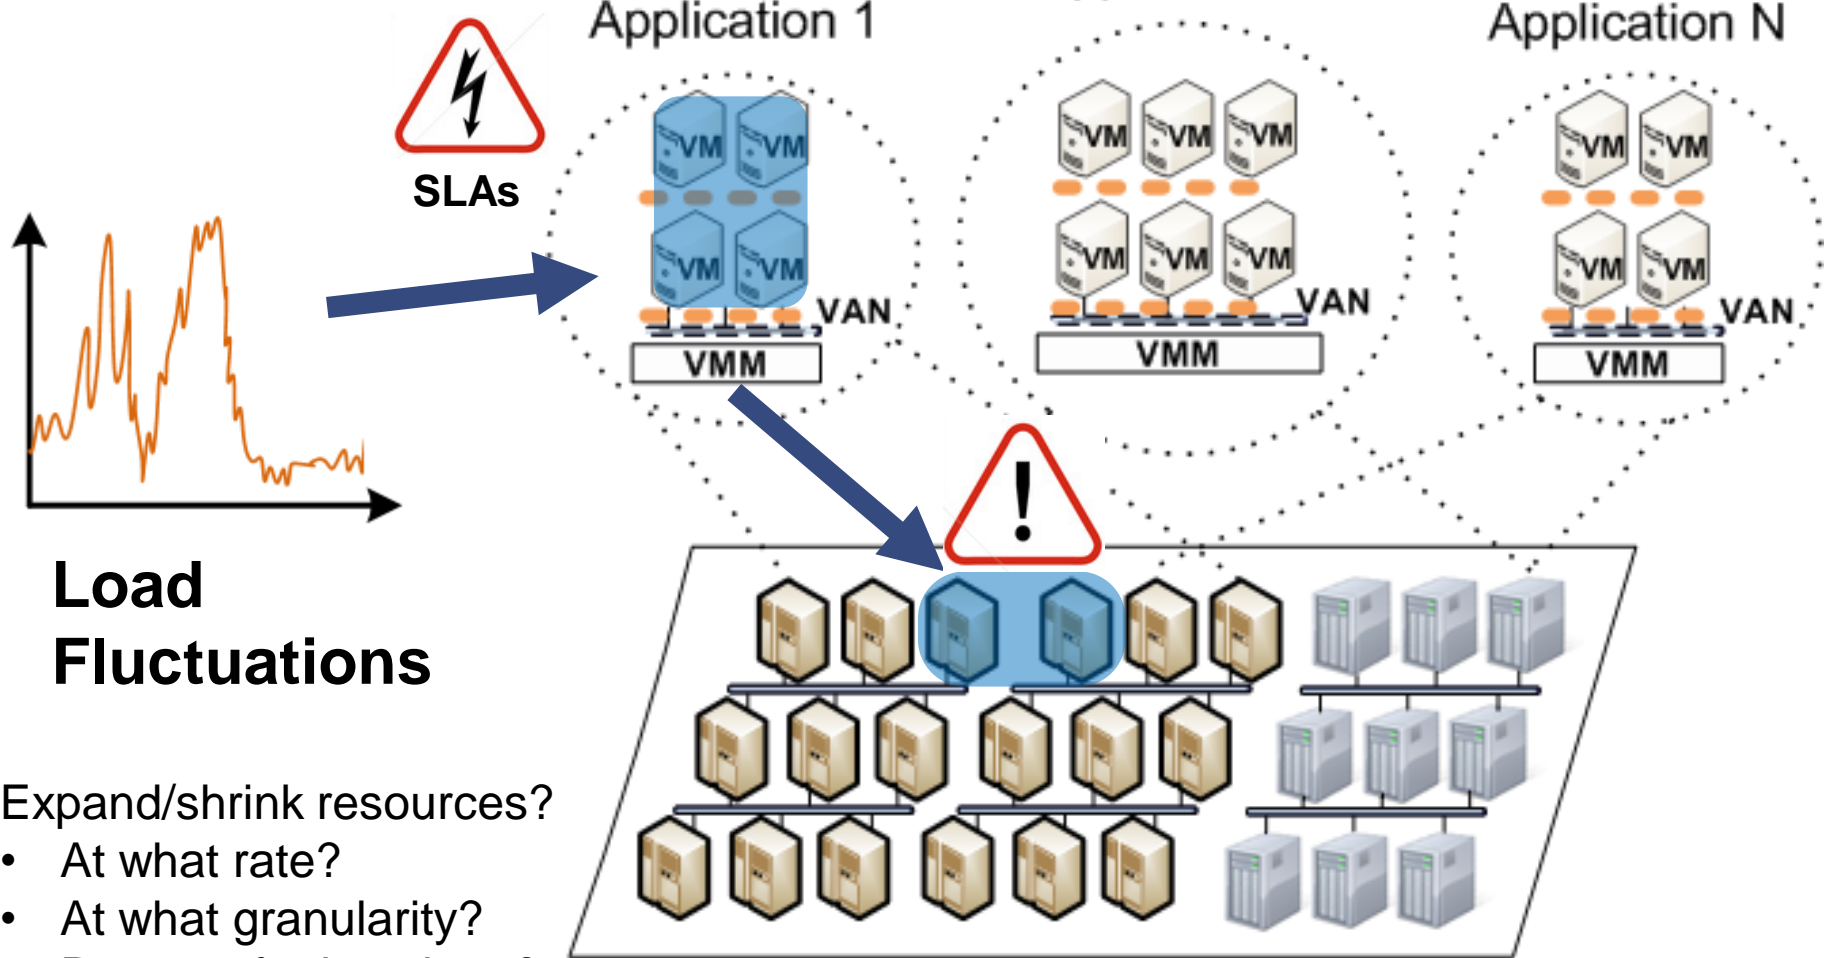 Application 1
Application N
SLAs
VM VM
VM VM VM
VM VM
VM VM
VM VM VM
VM VM
VAN
VAN
VAN
VMM
VMM
VMM
!
Load
Fluctuations
Expand/shrink resources?
• At what rate?
• At what granularity?